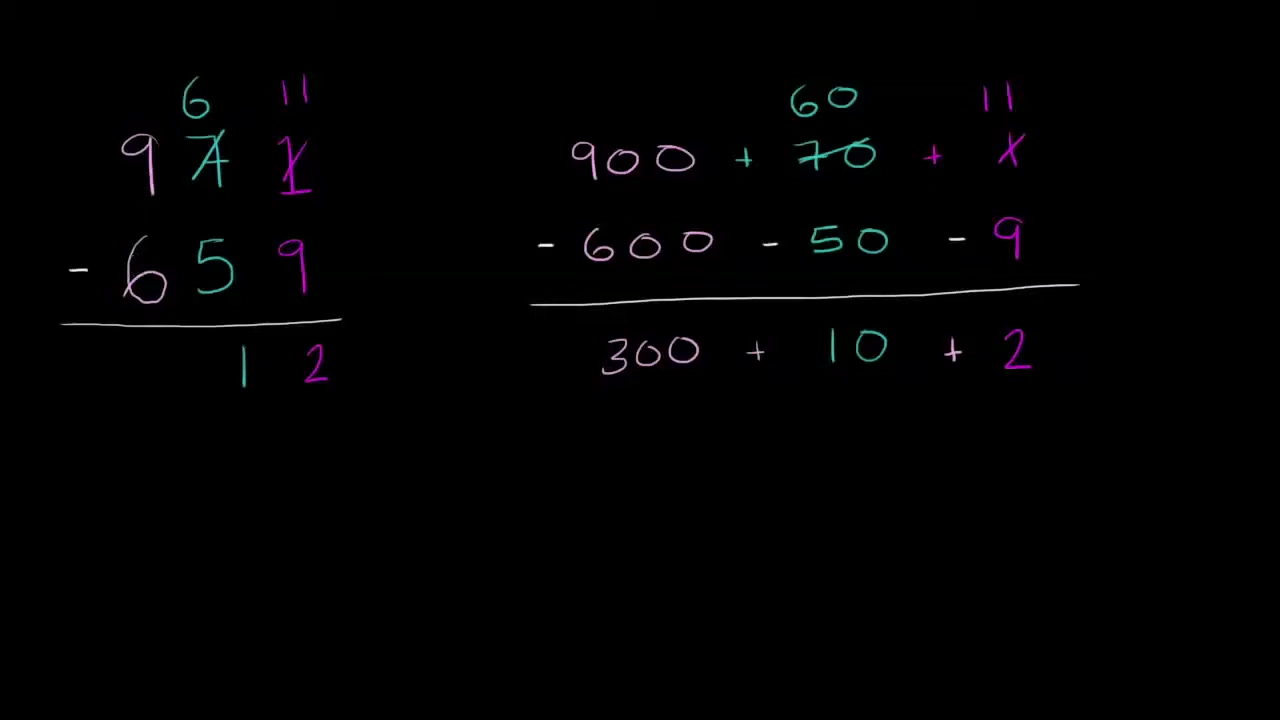 6 11
9 7 1
- 6 5 9
1 2
60 11
900 + 70 + 1
- 600 - 50 - 9
300 + 10 + 2